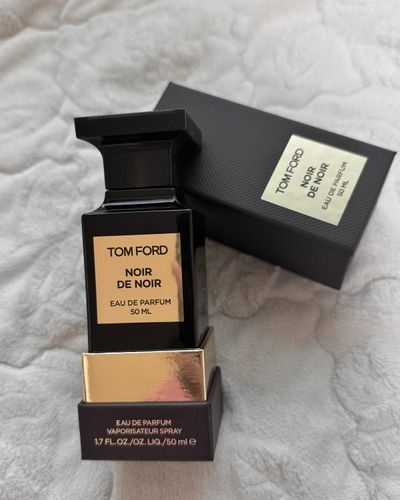 TOM FORD
NOIR
DE NOIR
EAU DE PARFUM
50 ML
TOM FORD
NOIR
DE NOIR
EAU DE PARFUM
50 ML
EAU DE PARFUM
VAPORISATEUR SPRAY
1.7 FL.OZ./OZ. LIQ./50 ml ℮